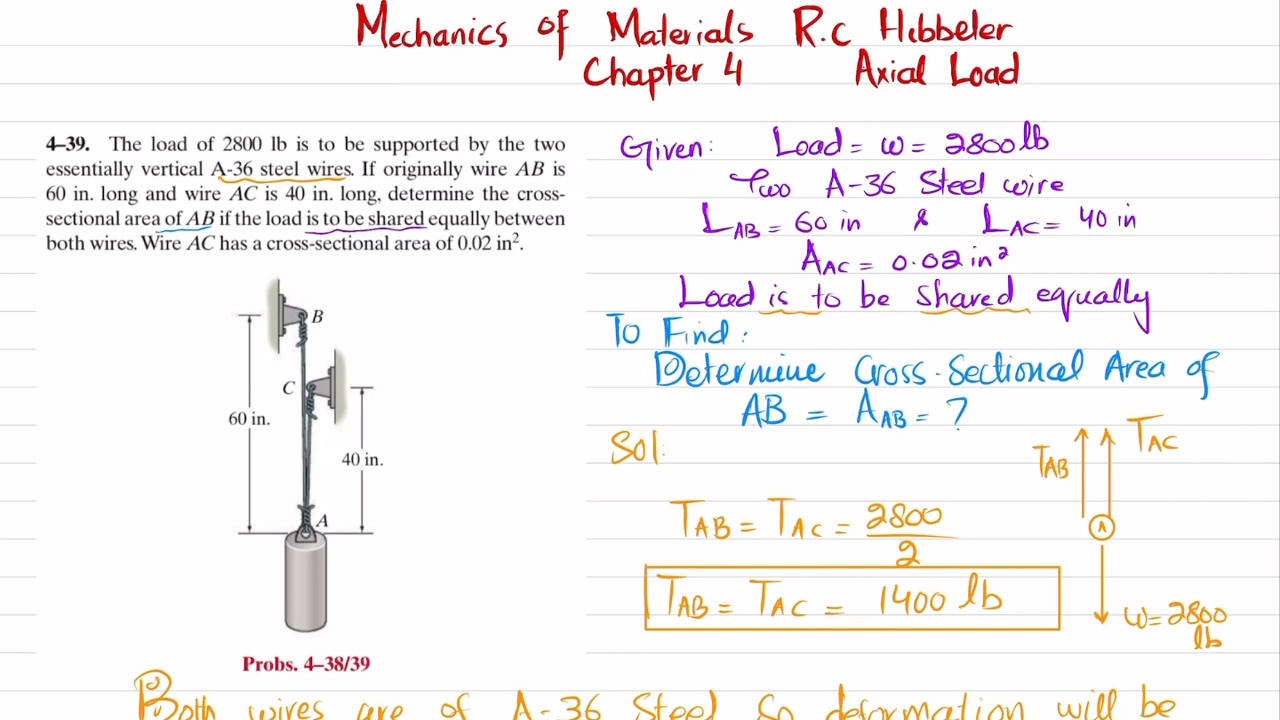 Mechanics of Materials R.C Hibbeler
Chapter 4 Axial Load
4–39. The load of 2800 lb is to be supported by the two
essentially vertical A-36 steel wires. If originally wire AB is
60 in. long and wire AC is 40 in. long, determine the cross-
sectional area of AB if the load is to be shared equally between
both wires. Wire AC has a cross-sectional area of 0.02 in².
B
C
60 in.
40 in.
A
Probs. 4–38/39
Given: Load = w = 2800 lb
Two A-36 Steel wire
L_AB = 60 in & L_AC = 40 in
A_AC = 0.02 in²
Load is to be shared equally
To Find:
Determine Cross-Sectional Area of
AB = A_AB = ?
Sol:
T_AB = T_AC = 2800/2
T_AB = T_AC = 1400 lb
T_AB T_AC
A
w = 2800
lb
Both wires are of A-36 Steel So deformation will be